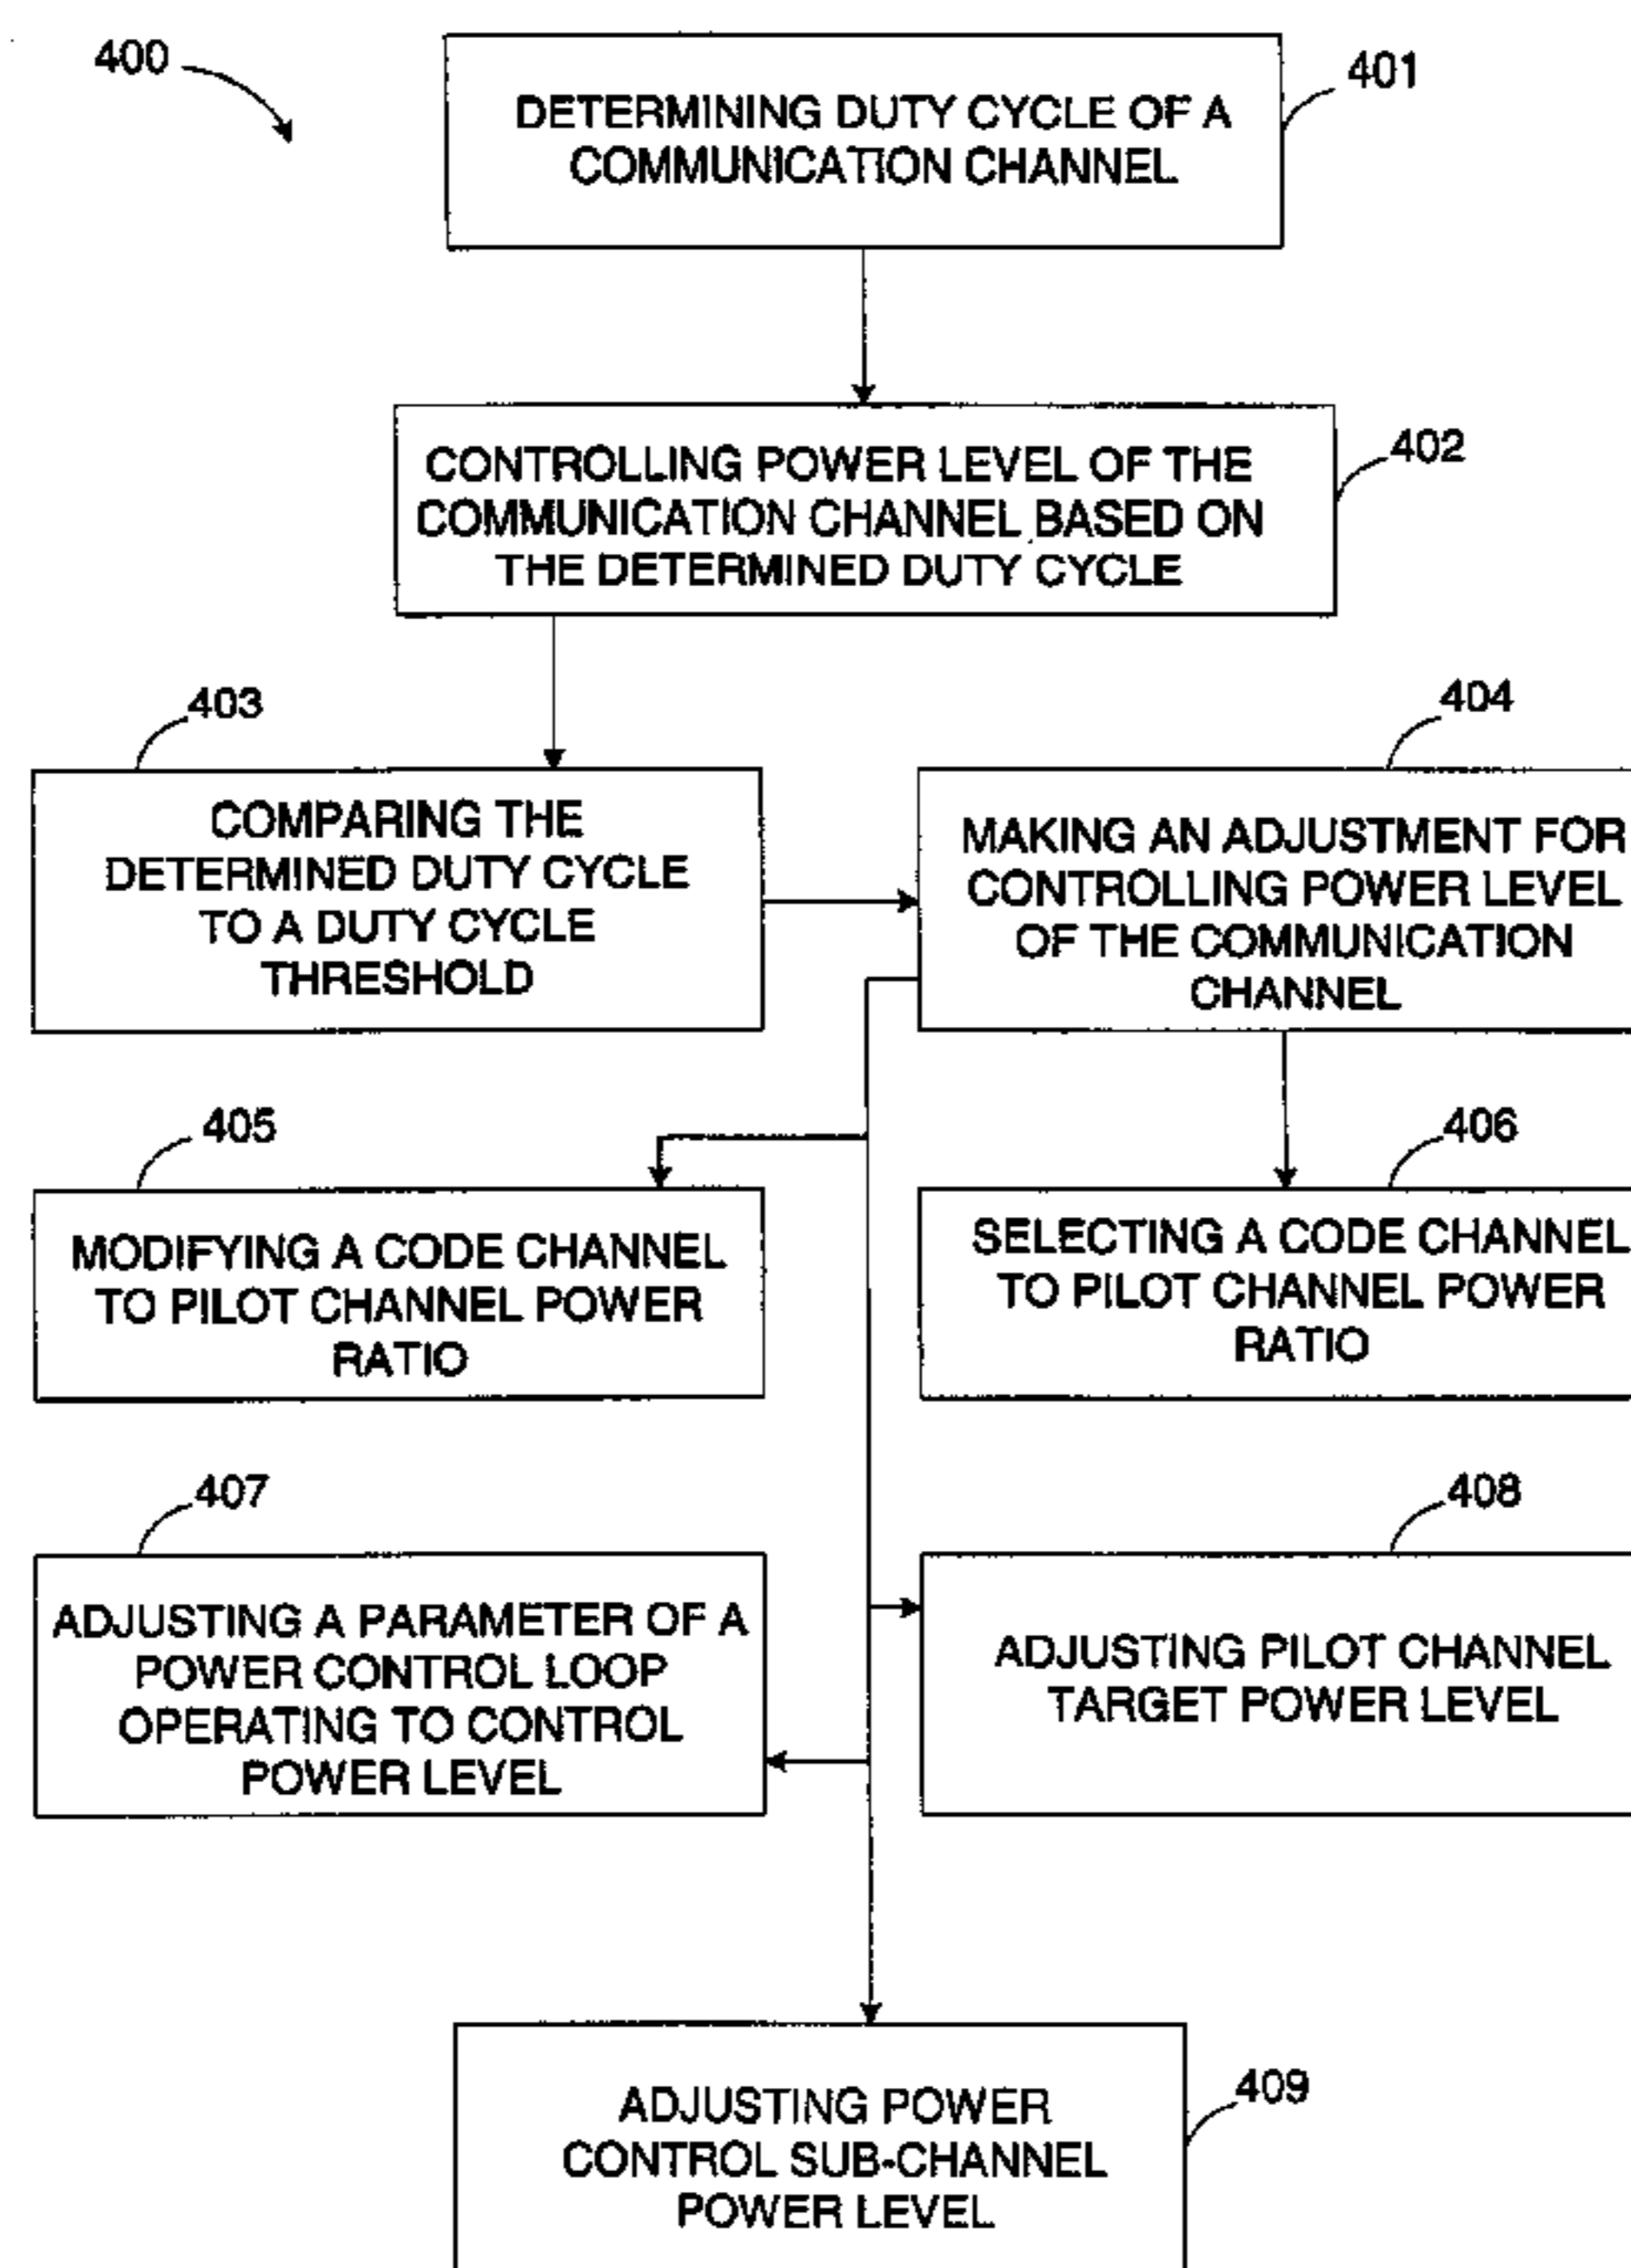 400
401
DETERMINING DUTY CYCLE OF A
COMMUNICATION CHANNEL
402
CONTROLLING POWER LEVEL OF THE
COMMUNICATION CHANNEL BASED ON
THE DETERMINED DUTY CYCLE
403
COMPARING THE
DETERMINED DUTY CYCLE
TO A DUTY CYCLE
THRESHOLD
404
MAKING AN ADJUSTMENT FOR
CONTROLLING POWER LEVEL
OF THE COMMUNICATION
CHANNEL
405
MODIFYING A CODE CHANNEL
TO PILOT CHANNEL POWER
RATIO
406
SELECTING A CODE CHANNEL
TO PILOT CHANNEL POWER
RATIO
407
ADJUSTING A PARAMETER OF A
POWER CONTROL LOOP
OPERATING TO CONTROL
POWER LEVEL
408
ADJUSTING PILOT CHANNEL
TARGET POWER LEVEL
409
ADJUSTING POWER
CONTROL SUB-CHANNEL
POWER LEVEL